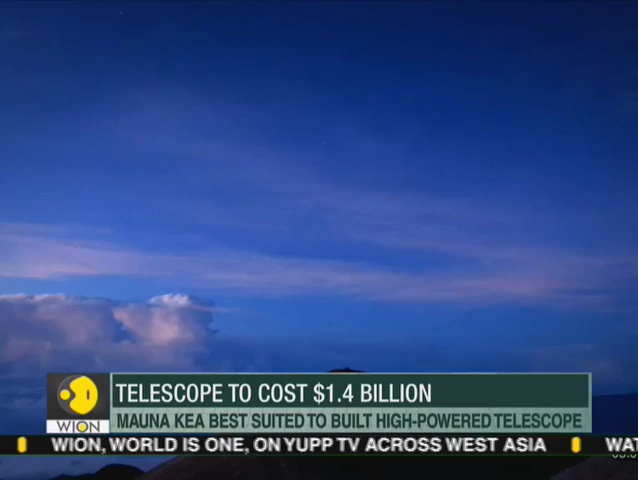 TELESCOPE TO COST $1.4 BILLION
WION
MAUNA KEA BEST SUITED TO BUILT HIGH-POWERED TELESCOPE
WION, WORLD IS ONE, ON YUPP TV ACROSS WEST ASIA